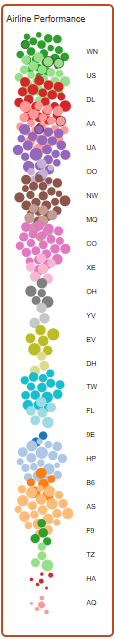 Airline Performance
WN
US
DL
AA
UA
OO
NW
MQ
CO
XE
OH
YV
EV
DH
TW
FL
9E
HP
B6
AS
F9
TZ
HA
AQ